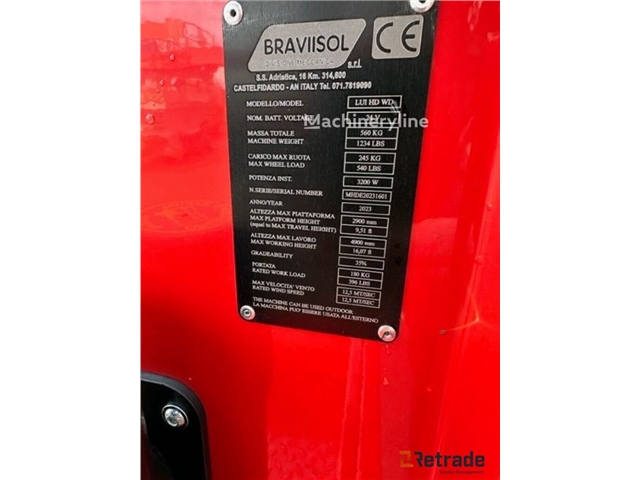 BRAVIISOL
DIVISIONE MECCANICA s.r.l.
CE
S.S. Adriatica, 16 Km. 314,600
CASTELFIDARDO - AN ITALY Tel. 071.7819090
MODELLO/MODEL LUI HD WD
NOM. BATT. VOLTAGE
Machineryline
MASSA TOTALE 560 KG
MACHINE WEIGHT 1234 LBS
CARICO MAX RUOTA 245 KG
MAX WHEEL LOAD 540 LBS
POTENZA INST. 3200 W
N.SERIE/SERIAL NUMBER MHDE20231601
ANNO/YEAR 2023
ALTEZZA MAX PIATTAFORMA 2900 mm
MAX PLATFORM HEIGHT
(equal to MAX TRAVEL HEIGHT) 9,51 ft
ALTEZZA MAX LAVORO 4900 mm
MAX WORKING HEIGHT 16,07 ft
GRADEABILITY 35%
PORTATA 180 KG
RATED WORK LOAD 396 LBS
MAX VELOCITA' VENTO 12,5 MT/SEC
RATED WIND SPEED 12,5 MT/SEC
THE MACHINE CAN BE USED OUTDOOR
LA MACCHINA PUO' ESSERE USATA ALL'ESTERNO
Retrade